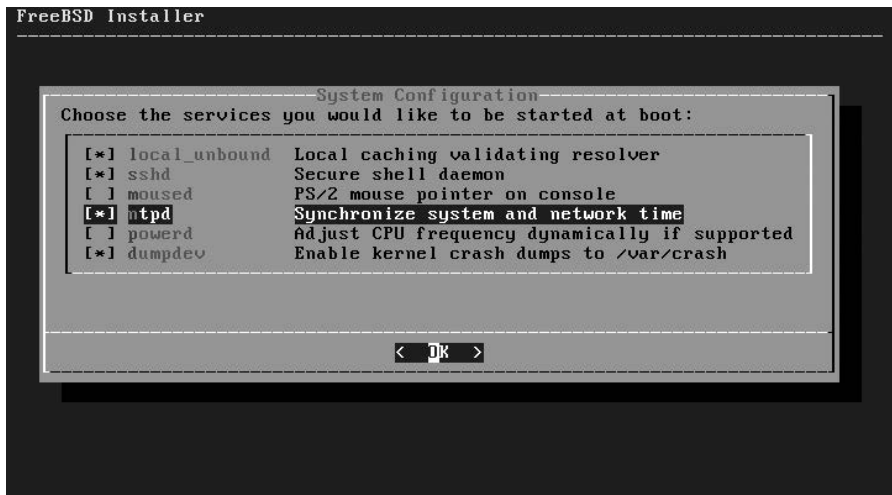 FreeBSD Installer
System Configuration
Choose the services you would like to be started at boot:
[*] local_unbound Local caching validating resolver
[*] sshd Secure shell daemon
[ ] moused PS/2 mouse pointer on console
[*] ntpd Synchronize system and network time
[ ] powerd Adjust CPU frequency dynamically if supported
[*] dumpdev Enable kernel crash dumps to /var/crash
< OK >